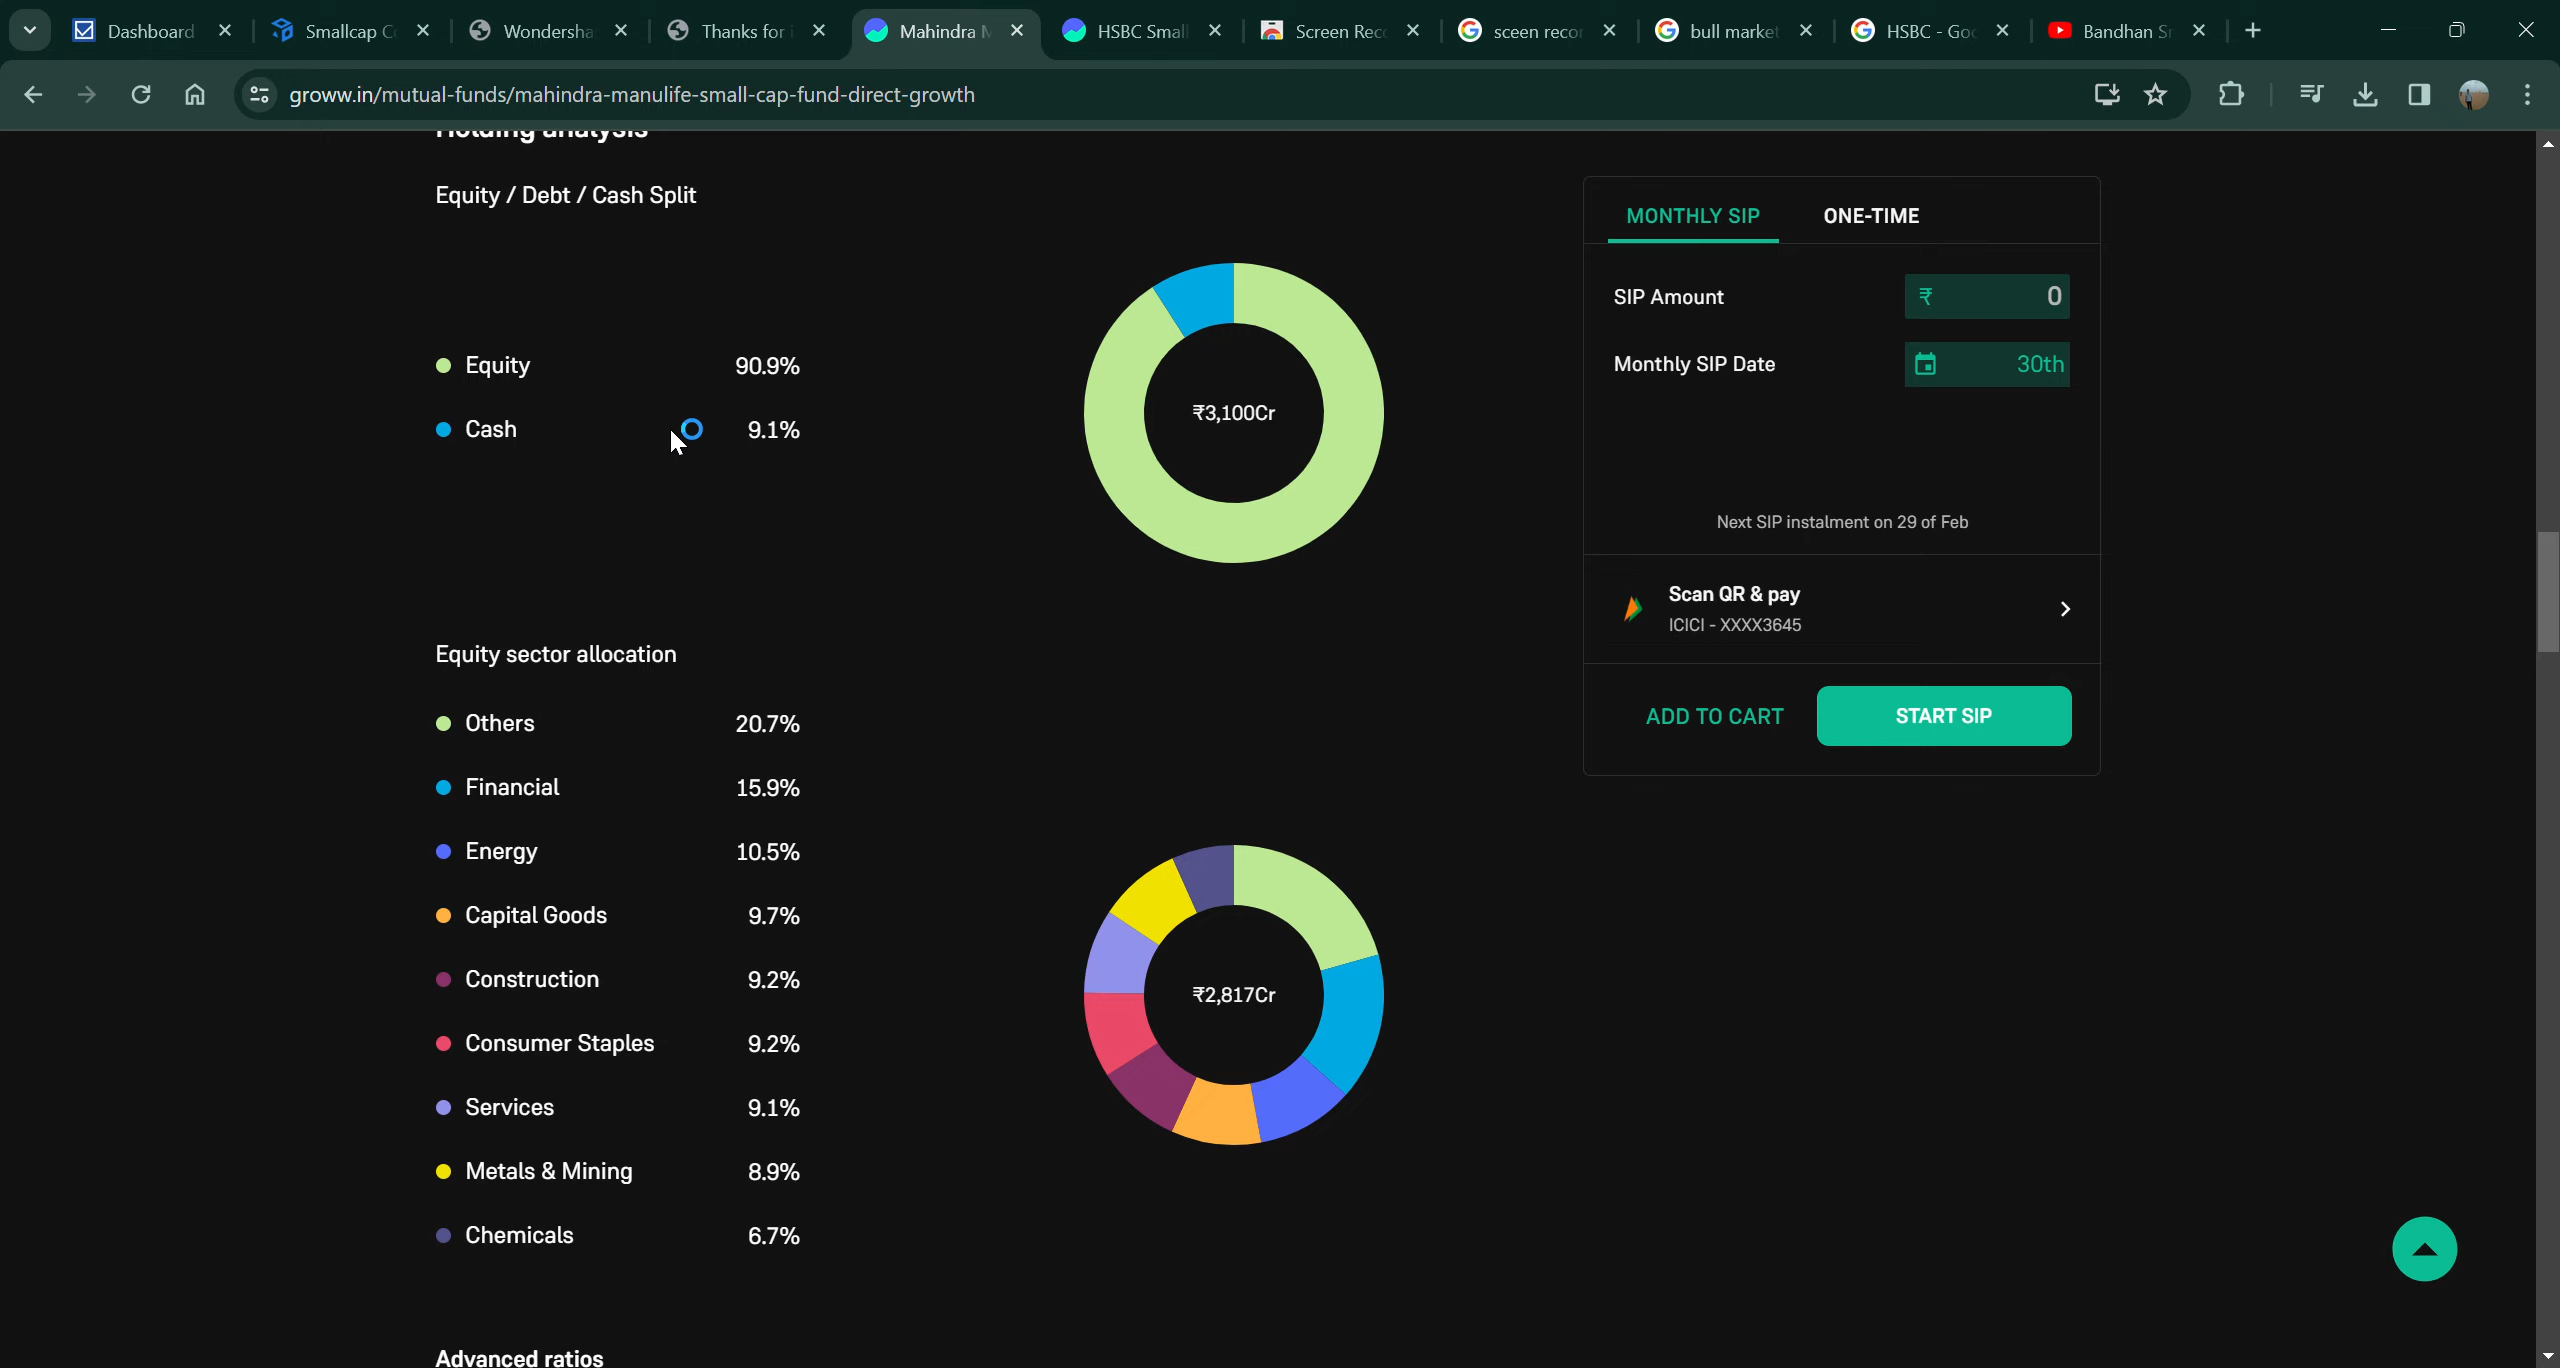 Dashboard
Smallcap C
Wondersha
Thanks for i
Mahindra M
HSBC Small
Screen Rec
sceen recor
bull market
HSBC - Goo
Bandhan Sm
groww.in/mutual-funds/mahindra-manulife-small-cap-fund-direct-growth
Holding analysis
Equity / Debt / Cash Split
Equity 90.9%
Cash 9.1%
₹3,100Cr
Equity sector allocation
Others 20.7%
Financial 15.9%
Energy 10.5%
Capital Goods 9.7%
Construction 9.2%
Consumer Staples 9.2%
Services 9.1%
Metals & Mining 8.9%
Chemicals 6.7%
₹2,817Cr
Advanced ratios
MONTHLY SIP ONE-TIME
SIP Amount ₹ 0
Monthly SIP Date 30th
Next SIP instalment on 29 of Feb
Scan QR & pay
ICICI - XXXX3645
ADD TO CART START SIP